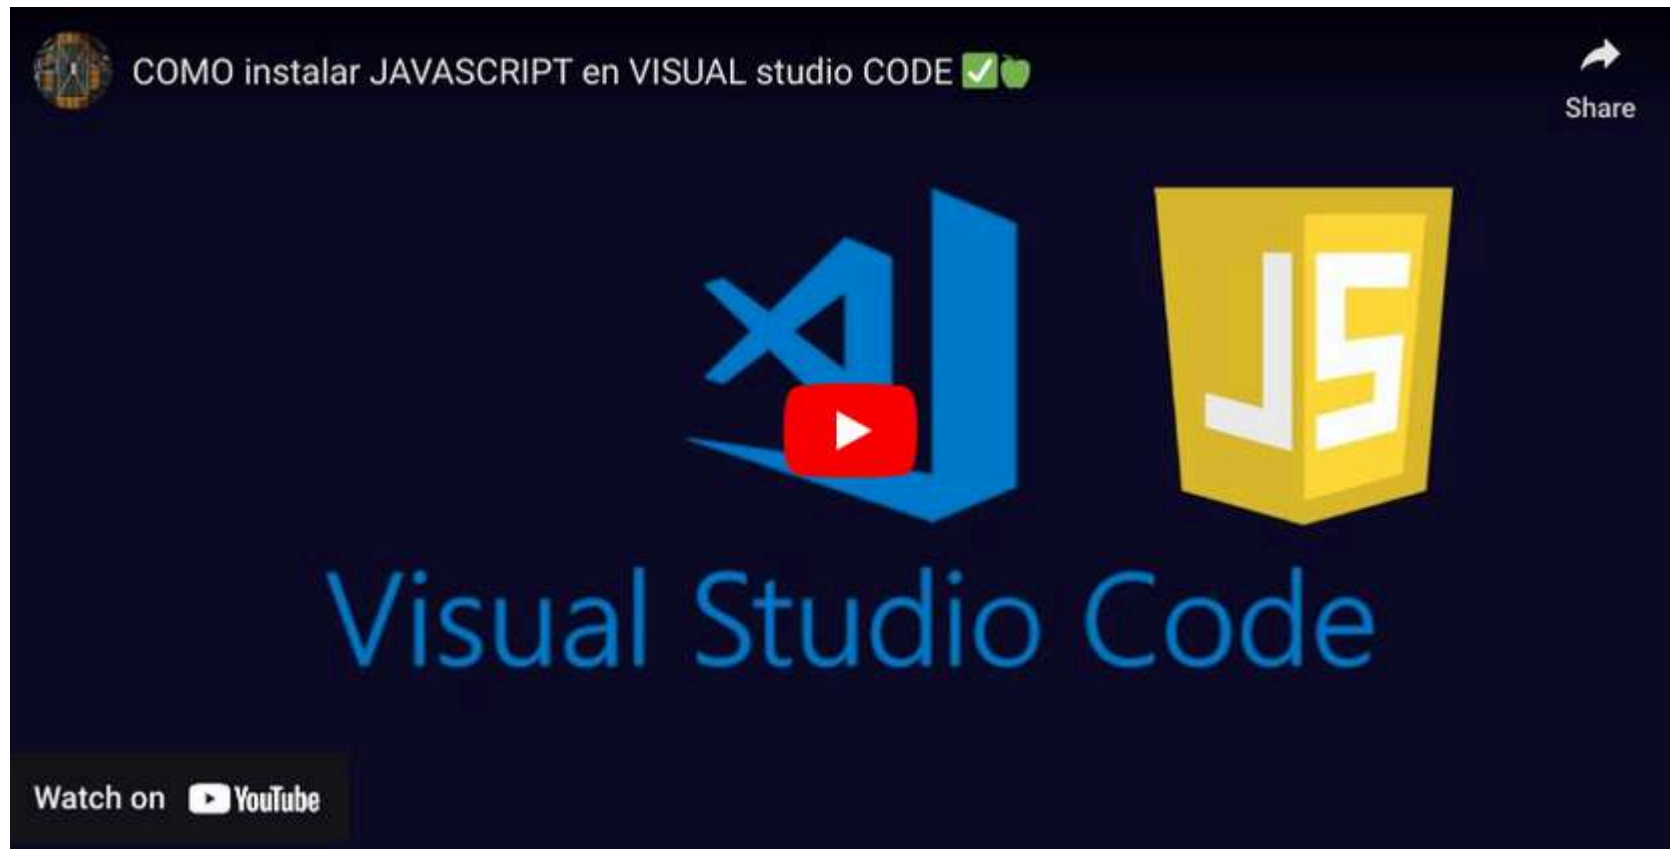 COMO instalar JAVASCRIPT en VISUAL studio CODE ✅🍏
Share
JS
Visual Studio Code
Watch on YouTube